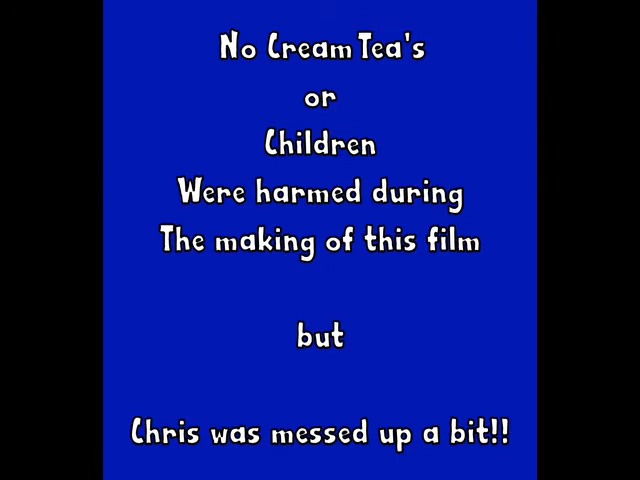 No Cream Tea's
or
Children
Were harmed during
The making of this film
but
Chris was messed up a bit!!